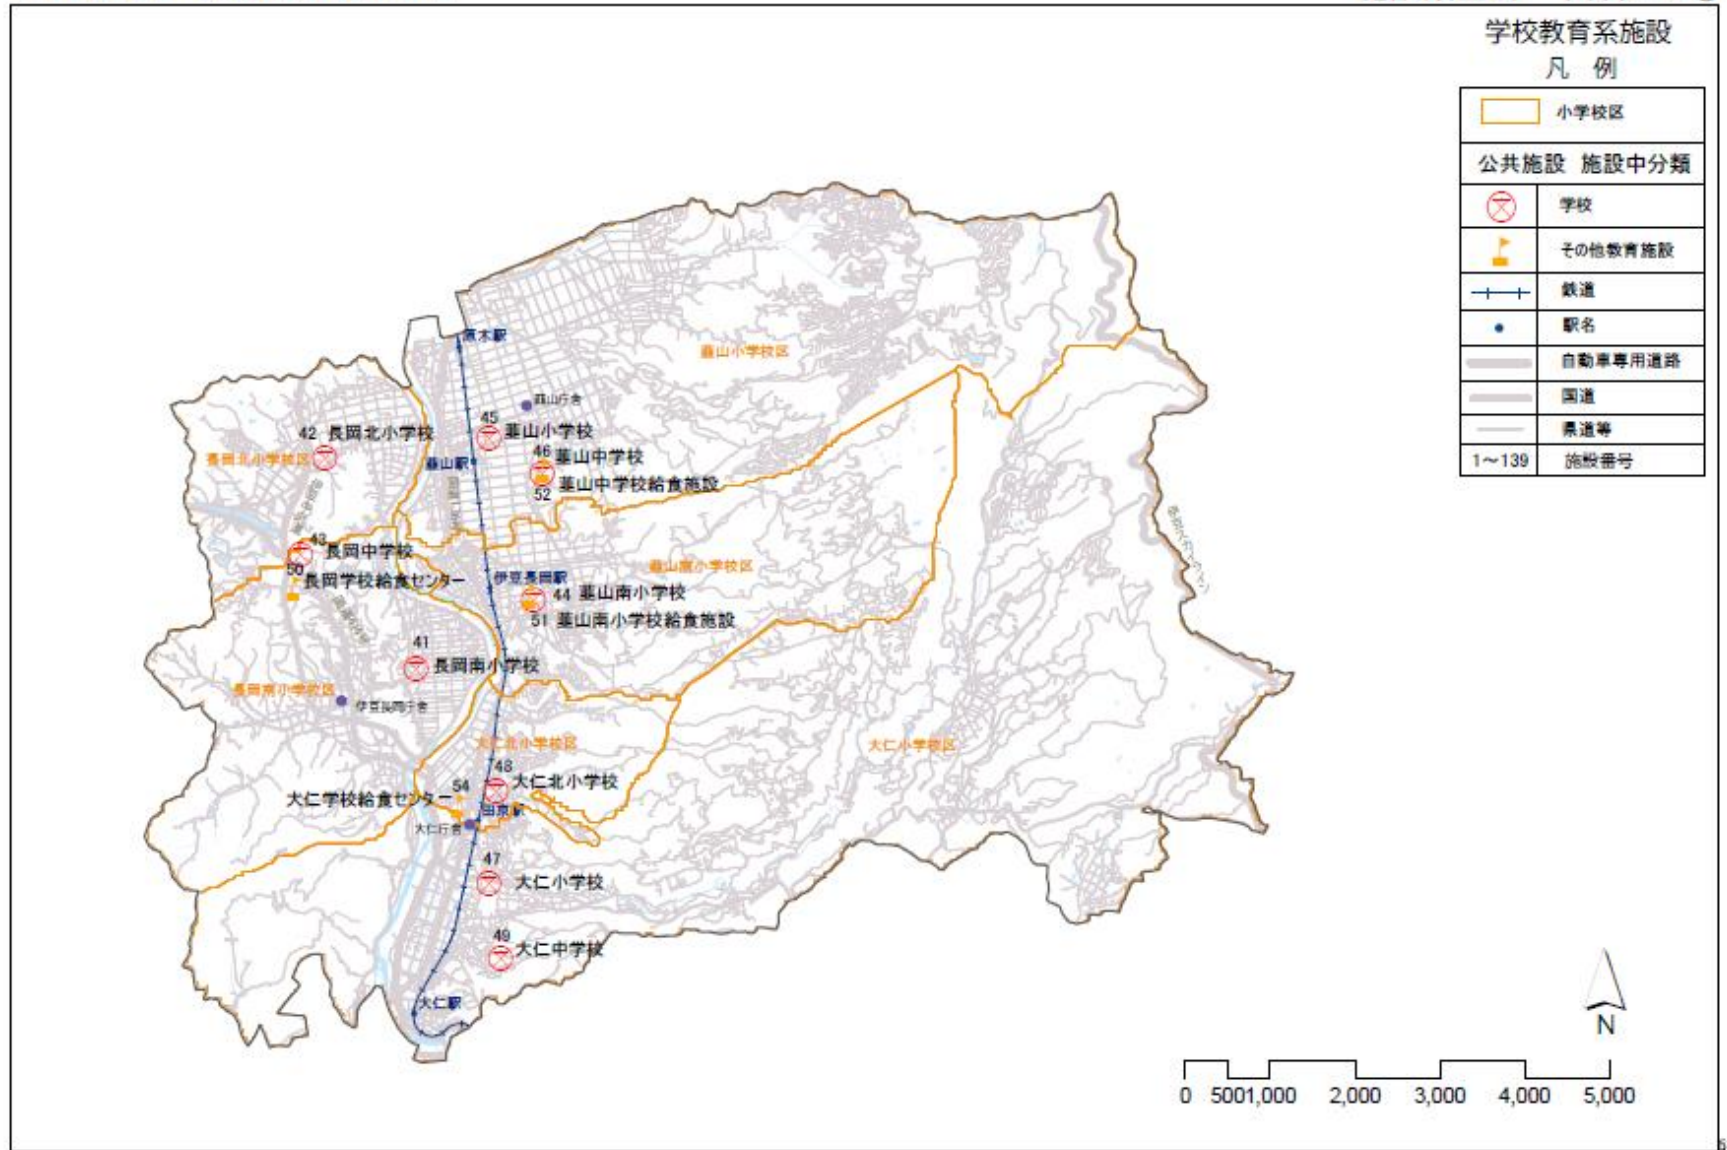 学校教育系施設
凡 例
小学校区
公共施設 施設中分類
学校
その他教育施設
鉄道
駅名
自動車専用道路
国道
県道等
1～139 施設番号
原木駅
韮山小学校区
韮山庁舎
45
韮山小学校
42 長岡北小学校
長岡北小学校区
韮山駅
46
韮山中学校
韮山中学校給食施設
52
43
長岡中学校
50
長岡学校給食センター
伊豆長岡駅
韮山南小学校区
44 韮山南小学校
51 韮山南小学校給食施設
41
長岡南小学校
長岡南小学校区
伊豆長岡庁舎
大仁北小学校区
大仁小学校区
48
大仁北小学校
54
大仁学校給食センター
田京駅
大仁庁舎
47
大仁小学校
49
大仁中学校
大仁駅
N
0 5001,000 2,000 3,000 4,000 5,000